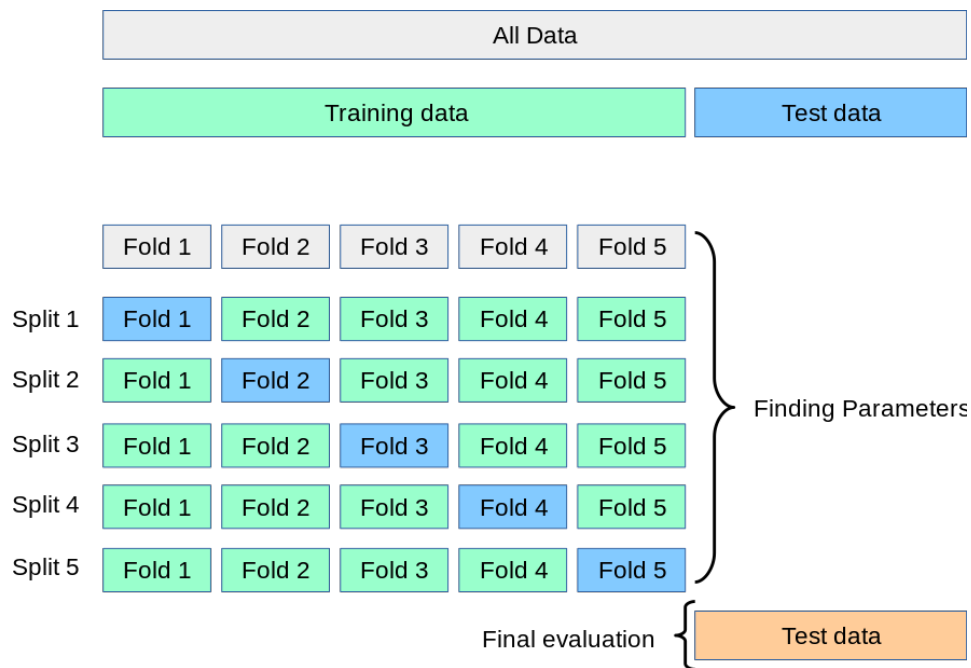 All Data
Training data Test data
Fold 1 Fold 2 Fold 3 Fold 4 Fold 5
Split 1 Fold 1 Fold 2 Fold 3 Fold 4 Fold 5
Split 2 Fold 1 Fold 2 Fold 3 Fold 4 Fold 5
Finding Parameters
Split 3 Fold 1 Fold 2 Fold 3 Fold 4 Fold 5
Split 4 Fold 1 Fold 2 Fold 3 Fold 4 Fold 5
Split 5 Fold 1 Fold 2 Fold 3 Fold 4 Fold 5
Final evaluation Test data